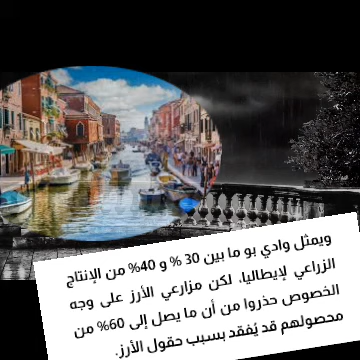 ويمثل وادي بو ما بين 30 % و 40% من الإنتاج
الزراعي لإيطاليا، لكن مزارعي الأرز على وجه
الخصوص حذروا من أن ما يصل إلى 60% من
محصولهم قد يُفقد بسبب حقول الأرز.